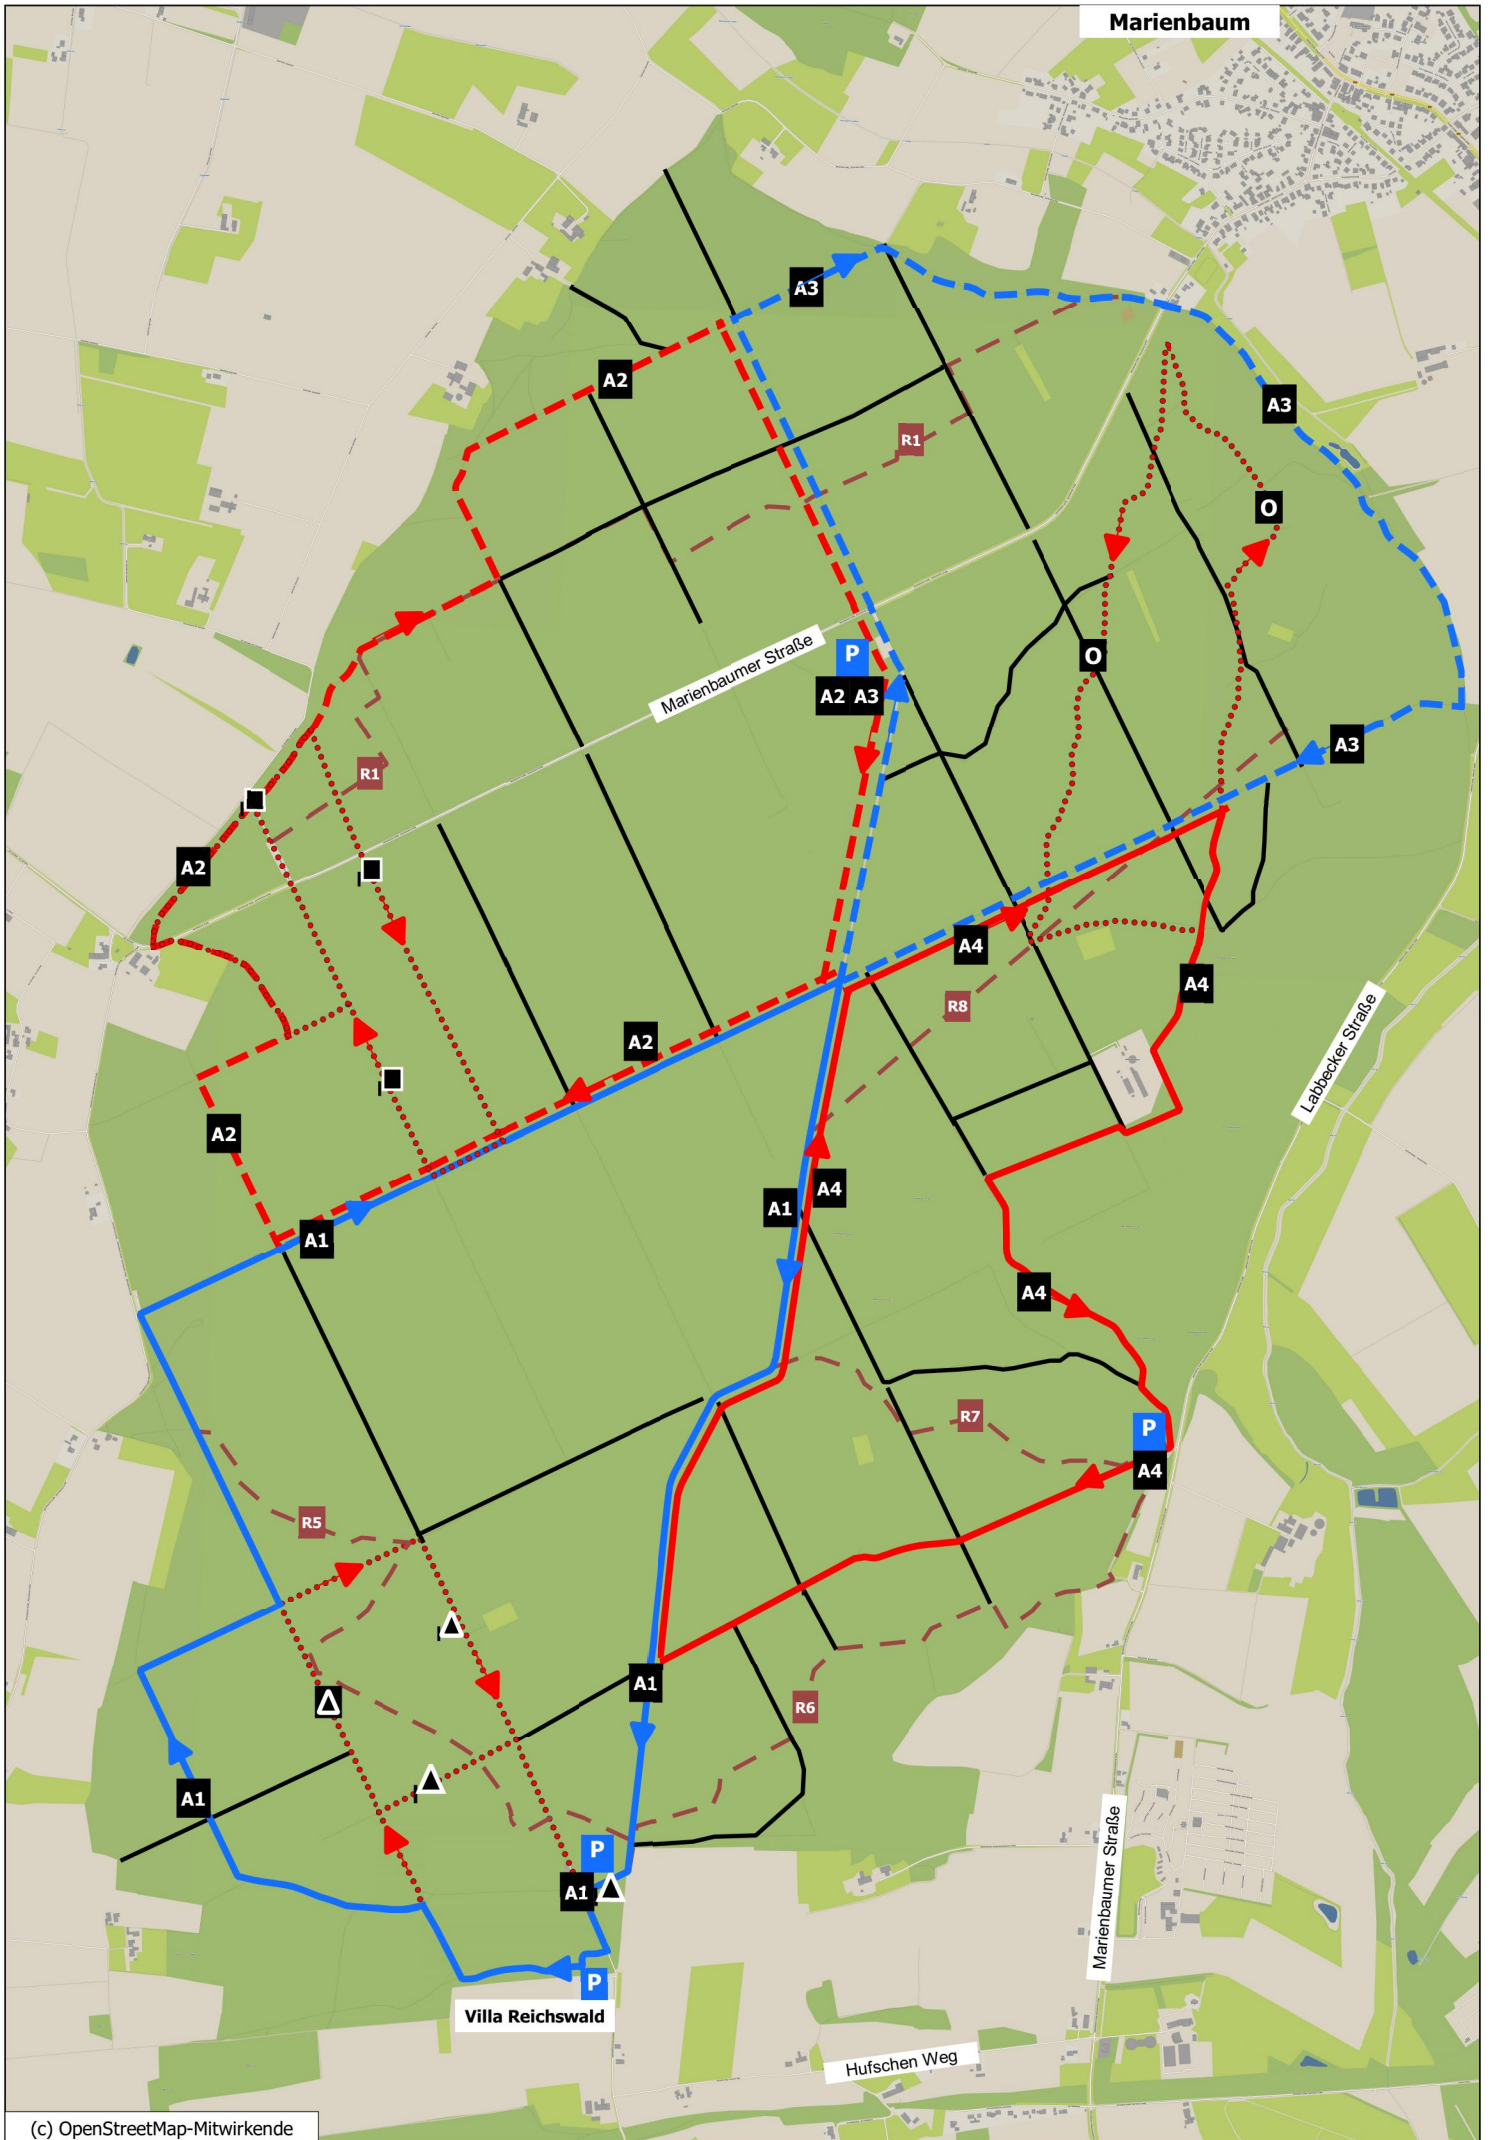 Marienbaum
A3
A2
A3
R1
O
Marienbaumer Straße
P
O
A2 A3
A3
R1
A2
A4
A4
R8
A2
Labbecker Straße
A2
A4
A1
A1
A4
R7
P
A4
R5
A1
R6
A1
P
A1
Marienbaumer Straße
P
Villa Reichswald
Hufschen Weg
(c) OpenStreetMap-Mitwirkende